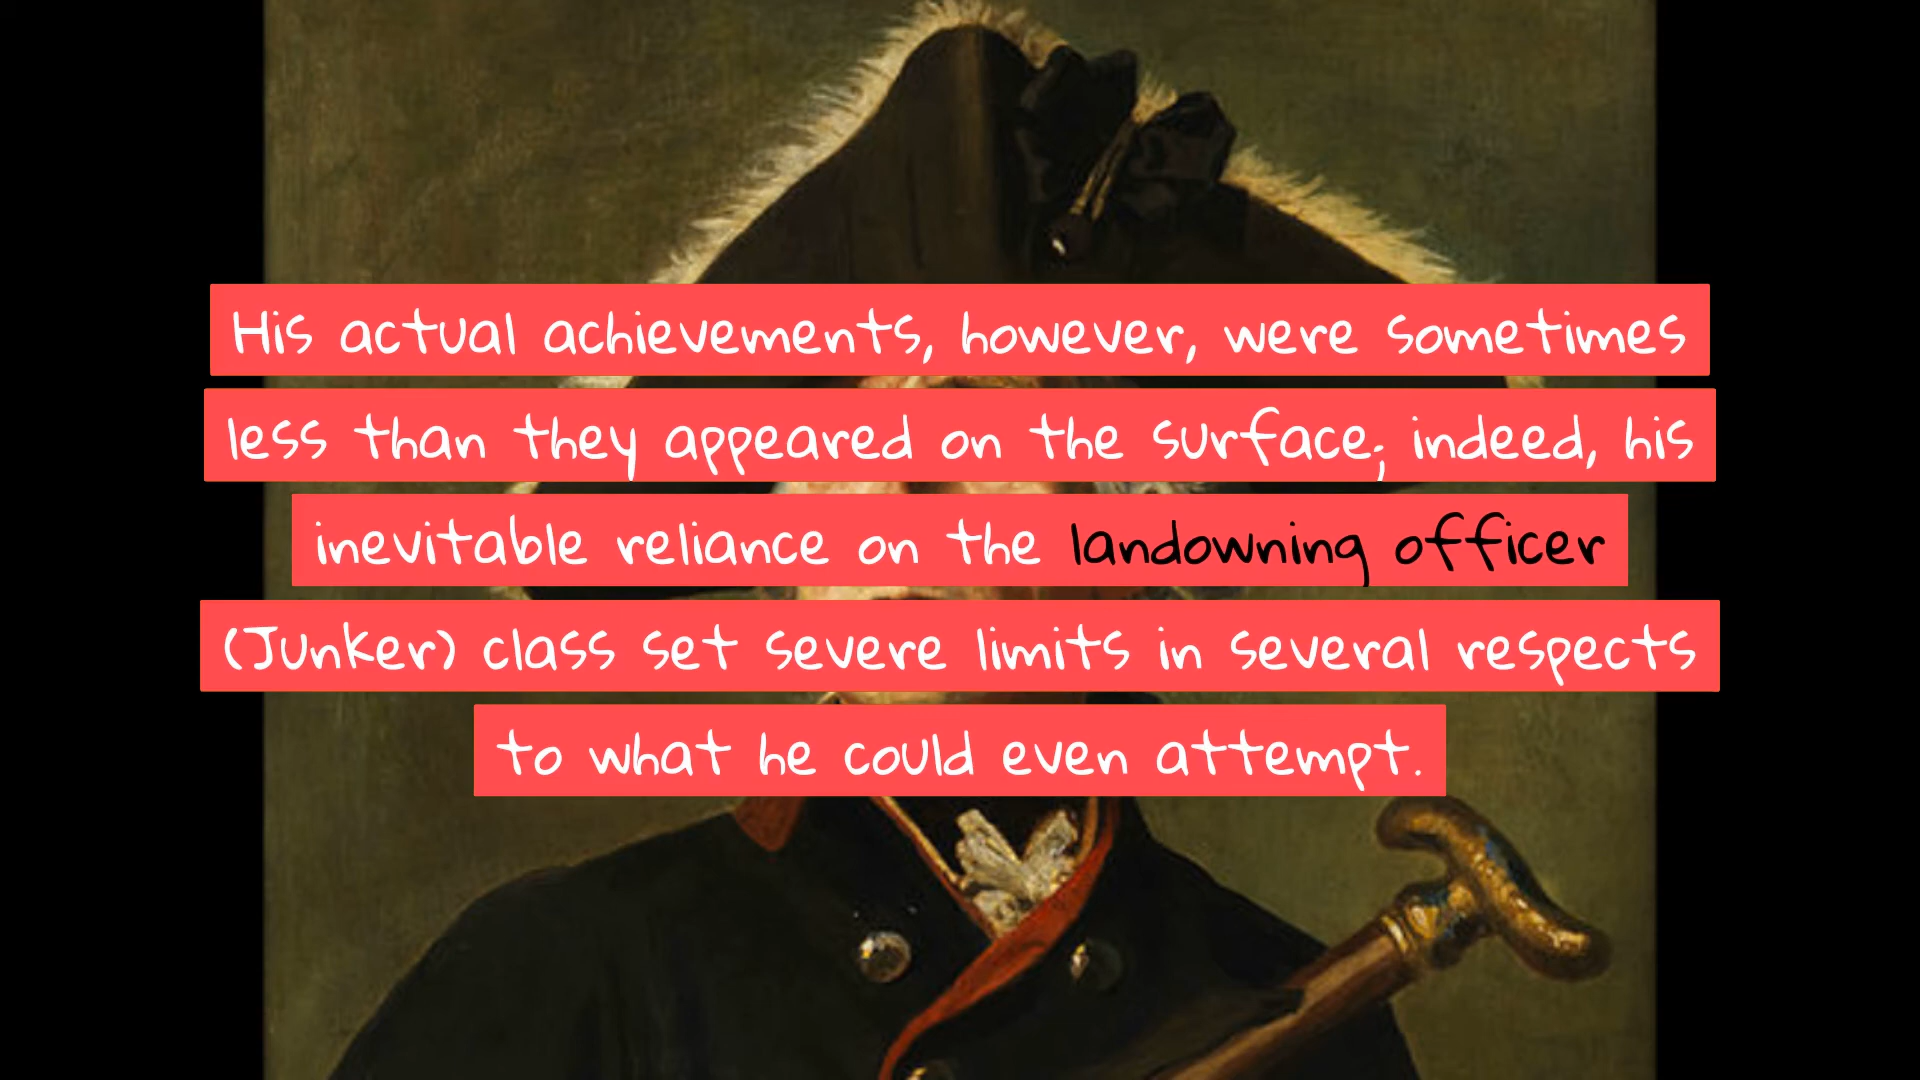 His actual achievements, however, were sometimes
less than they appeared on the surface; indeed, his
inevitable reliance on the landowning officer
(Junker) class set severe limits in several respects
to what he could even attempt.